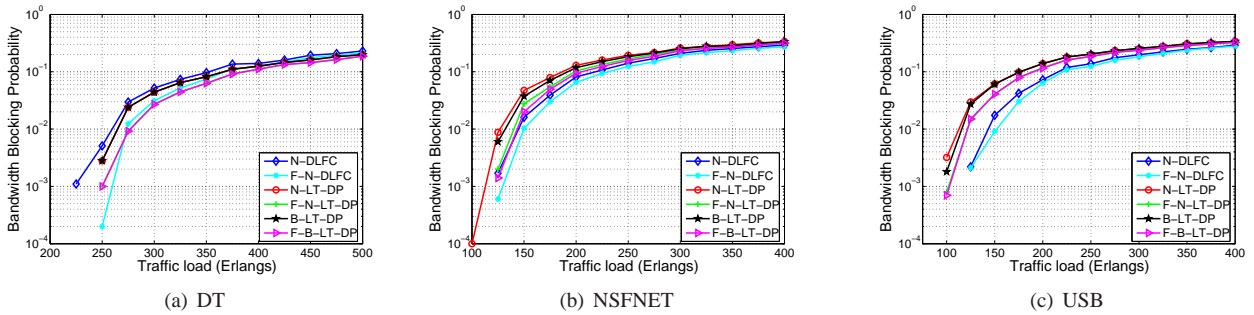 10^0
10^-1
10^-2
10^-3
10^-4
Bandwidth Blocking Probability
200 250 300 350 400 450 500
Traffic load (Erlangs)
N−DLFC
F−N−DLFC
N−LT−DP
F−N−LT−DP
B−LT−DP
F−B−LT−DP
(a) DT
10^0
10^-1
10^-2
10^-3
10^-4
Bandwidth Blocking Probability
100 150 200 250 300 350 400
Traffic load (Erlangs)
N−DLFC
F−N−DLFC
N−LT−DP
F−N−LT−DP
B−LT−DP
F−B−LT−DP
(b) NSFNET
10^0
10^-1
10^-2
10^-3
10^-4
Bandwidth Blocking Probability
50 100 150 200 250 300 350 400
Traffic load (Erlangs)
N−DLFC
F−N−DLFC
N−LT−DP
F−N−LT−DP
B−LT−DP
F−B−LT−DP
(c) USB